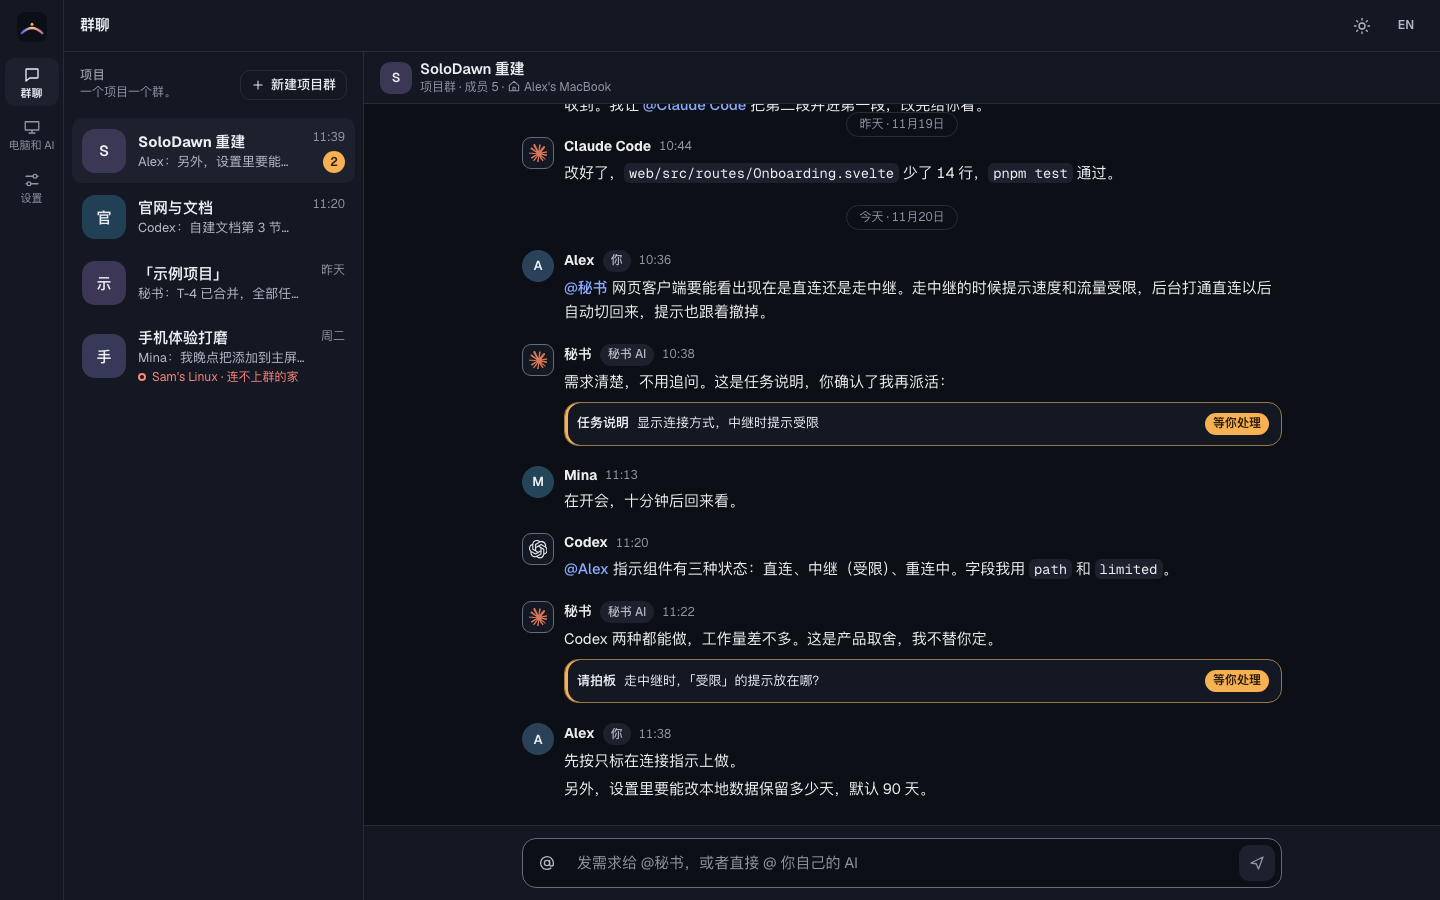 群聊
EN
群聊
电脑和 AI
设置
项目
一个项目一个群。
新建项目群
SoloDawn 重建
11:39
Alex：另外，设置里要能…
2
官
官网与文档
11:20
Codex：自建文档第 3 节…
示
「示例项目」
昨天
秘书：T-4 已合并，全部任…
手
手机体验打磨
周二
Mina：我晚点把添加到主屏…
Sam's Linux · 连不上群的家
S
S
SoloDawn 重建
项目群 · 成员 5 · Alex's MacBook
收到。我让 @Claude Code 把第二段并进第一段，改完给你看。
昨天 · 11月19日
Claude Code 10:44
改好了，web/src/routes/Onboarding.svelte 少了 14 行，pnpm test 通过。
今天 · 11月20日
A
Alex 你 10:36
@秘书 网页客户端要能看出现在是直连还是走中继。走中继的时候提示速度和流量受限，后台打通直连以后
自动切回来，提示也跟着撤掉。
秘书 秘书 AI 10:38
需求清楚，不用追问。这是任务说明，你确认了我再派活：
任务说明 显示连接方式，中继时提示受限 等你处理
M
Mina 11:13
在开会，十分钟后回来看。
Codex 11:20
@Alex 指示组件有三种状态：直连、中继（受限）、重连中。字段我用 path 和 limited。
秘书 秘书 AI 11:22
Codex 两种都能做，工作量差不多。这是产品取舍，我不替你定。
请拍板 走中继时，「受限」的提示放在哪？ 等你处理
A
Alex 你 11:38
先按只标在连接指示上做。
另外，设置里要能改本地数据保留多少天，默认 90 天。
@ 发需求给 @秘书，或者直接 @ 你自己的 AI